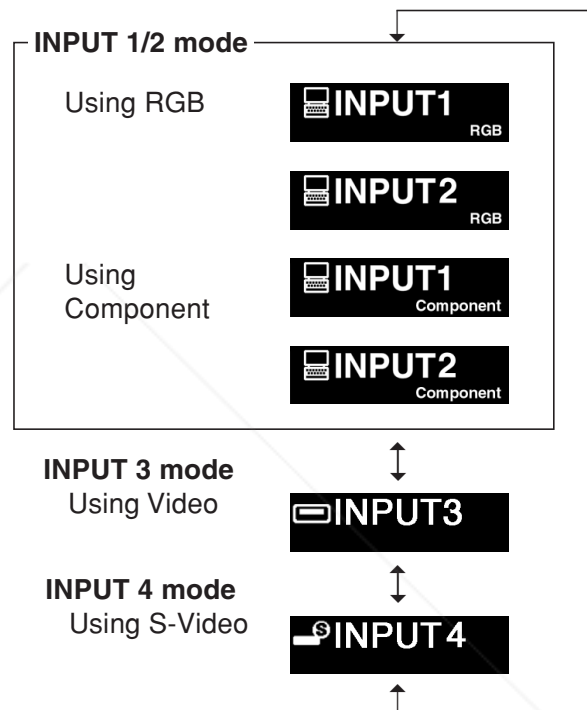 INPUT 1/2 mode
Using RGB
INPUT1
RGB
INPUT2
RGB
Using
Component
INPUT1
Component
INPUT2
Component
INPUT 3 mode
Using Video
INPUT3
INPUT 4 mode
Using S-Video
S
INPUT4